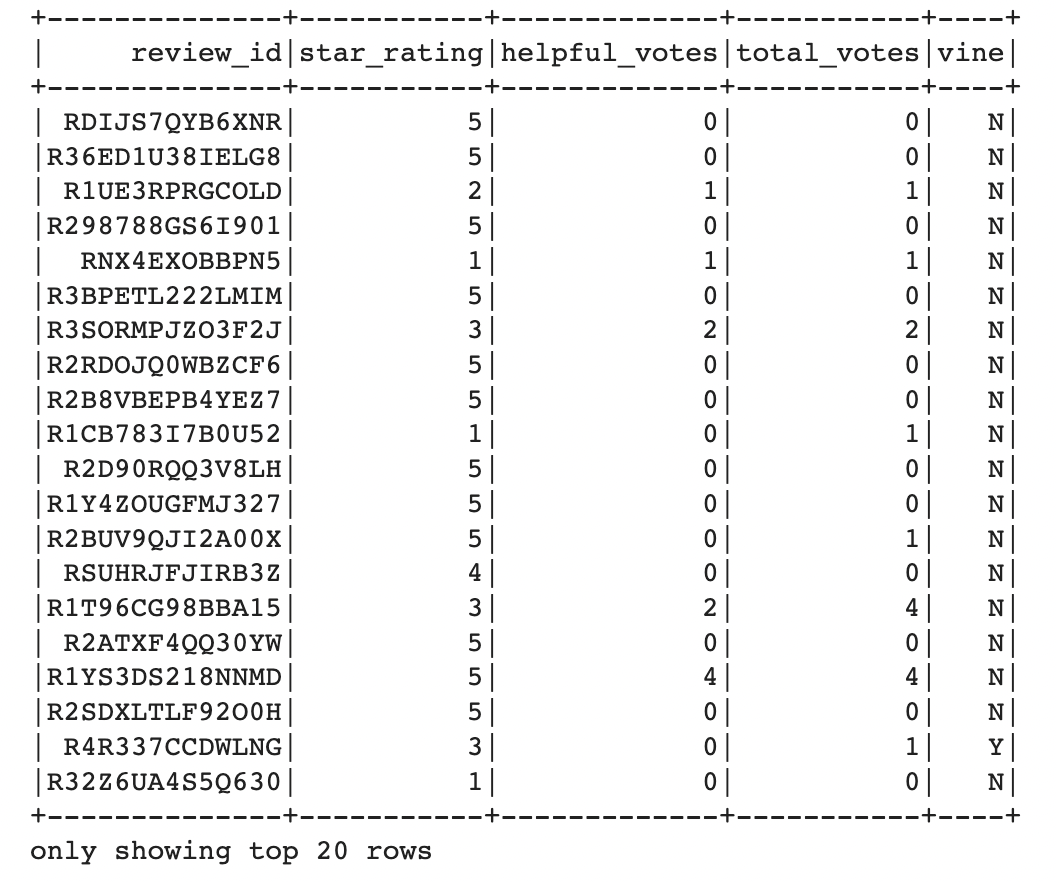 +--------------+-----------+-------------+-----------+----+
|     review_id|star_rating|helpful_votes|total_votes|vine|
+--------------+-----------+-------------+-----------+----+
| RDIJS7QYB6XNR|          5|            0|          0|   N|
|R36ED1U38IELG8|          5|            0|          0|   N|
| R1UE3RPRGCOLD|          2|            1|          1|   N|
|R298788GS6I901|          5|            0|          0|   N|
|  RNX4EXOBBPN5|          1|            1|          1|   N|
|R3BPETL222LMIM|          5|            0|          0|   N|
|R3SORMPJZO3F2J|          3|            2|          2|   N|
|R2RDOJQ0WBZCF6|          5|            0|          0|   N|
|R2B8VBEPB4YEZ7|          5|            0|          0|   N|
|R1CB783I7B0U52|          1|            0|          1|   N|
| R2D90RQQ3V8LH|          5|            0|          0|   N|
|R1Y4ZOUGFMJ327|          5|            0|          0|   N|
|R2BUV9QJI2A00X|          5|            0|          1|   N|
| RSUHRJFJIRB3Z|          4|            0|          0|   N|
|R1T96CG98BBA15|          3|            2|          4|   N|
| R2ATXF4QQ30YW|          5|            0|          0|   N|
|R1YS3DS218NNMD|          5|            4|          4|   N|
|R2SDXLTLF92O0H|          5|            0|          0|   N|
| R4R337CCDWLNG|          3|            0|          1|   Y|
|R32Z6UA4S5Q630|          1|            0|          0|   N|
+--------------+-----------+-------------+-----------+----+
only showing top 20 rows